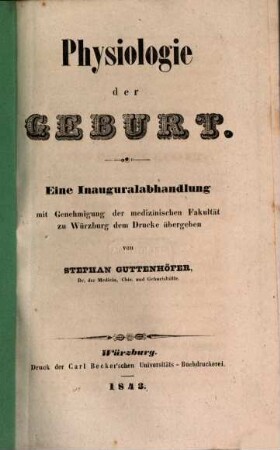 Physiologie
der
GEBURT.
Eine Inauguralabhandlung
mit Genehmigung der medizinischen Fakultät
zu Würzburg dem Drucke übergeben
von
STEPHAN GUTTENHÖFER,
Dr. der Medicin, Chir. und Geburtshülfe.
Würzburg.
Druck der Carl Becker'schen Universitäts-Buchdruckerei.
1843.